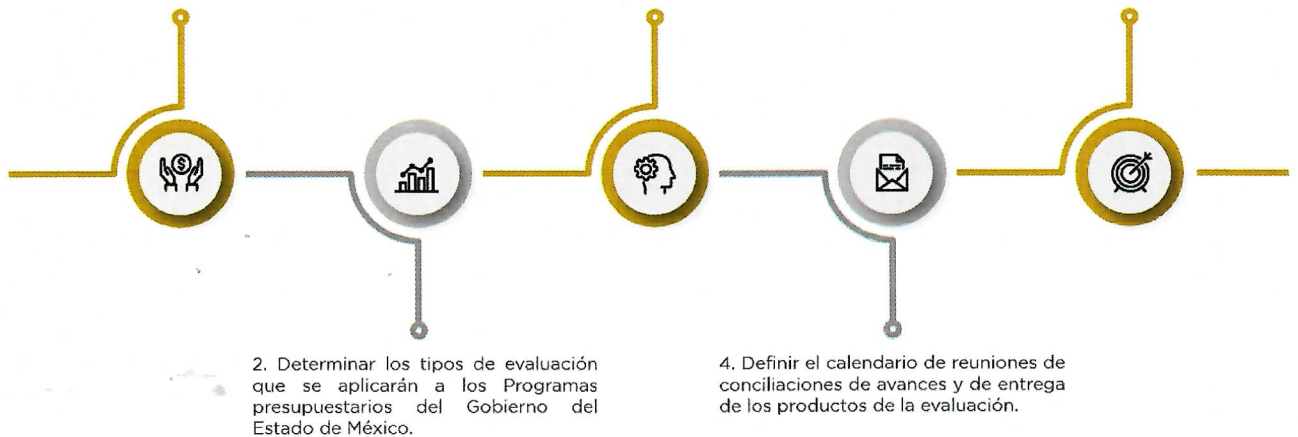 2. Determinar los tipos de evaluación
que se aplicarán a los Programas
presupuestarios del Gobierno del
Estado de México.
4. Definir el calendario de reuniones de
conciliaciones de avances y de entrega
de los productos de la evaluación.